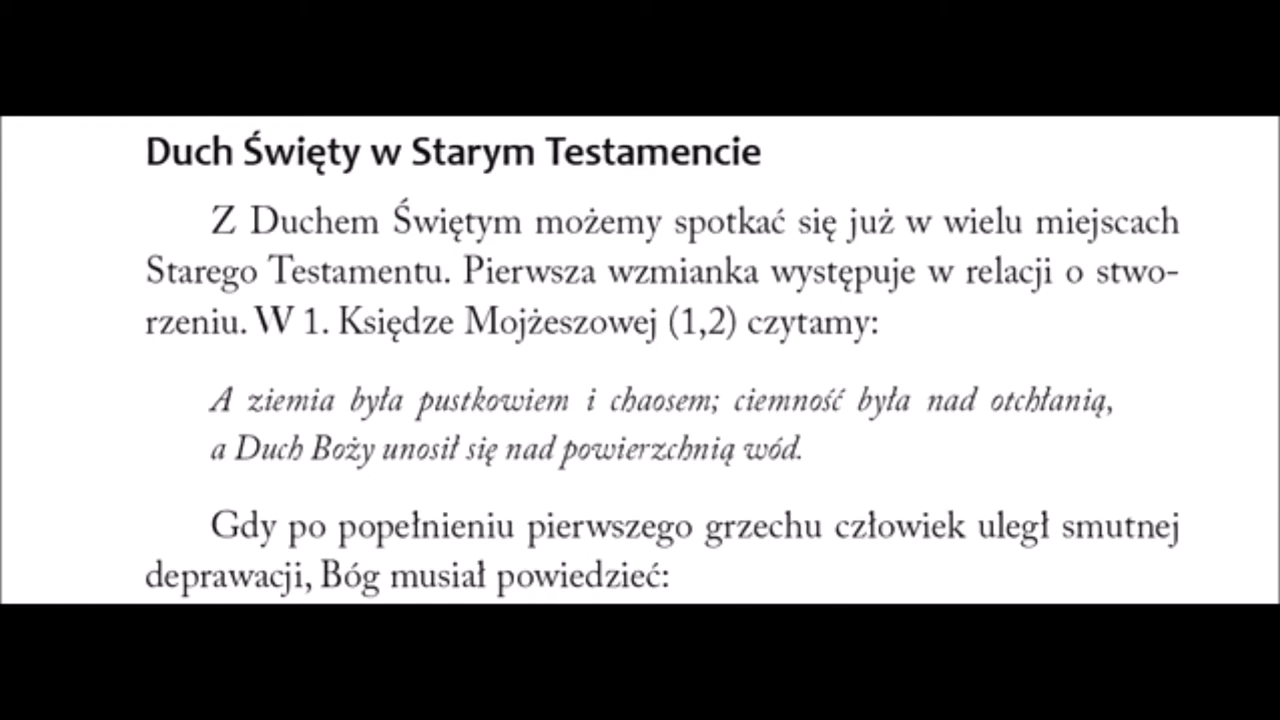 Duch Święty w Starym Testamencie
Z Duchem Świętym możemy spotkać się już w wielu miejscach
Starego Testamentu. Pierwsza wzmianka występuje w relacji o stwo-
rzeniu. W 1. Księdze Mojżeszowej (1,2) czytamy:
A ziemia była pustkowiem i chaosem; ciemność była nad otchłanią,
a Duch Boży unosił się nad powierzchnią wód.
Gdy po popełnieniu pierwszego grzechu człowiek uległ smutnej
deprawacji, Bóg musiał powiedzieć: